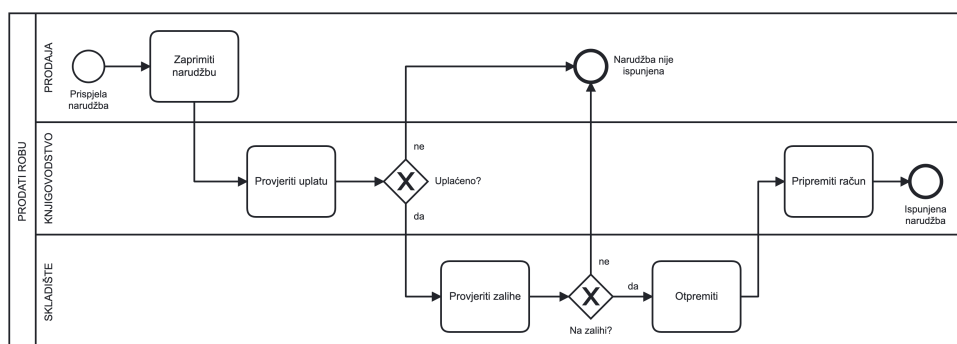 PRODATI ROBU
PRODAJA
Prispjela
narudžba
Zaprimiti
narudžbu
Narudžba nije
ispunjena
KNJIGOVODSTVO
Provjeriti uplatu
ne
X
Uplaćeno?
da
Pripremiti račun
Ispunjena
narudžba
SKLADIŠTE
Provjeriti zalihe
ne
X
Na zalihi?
da
Otpremiti